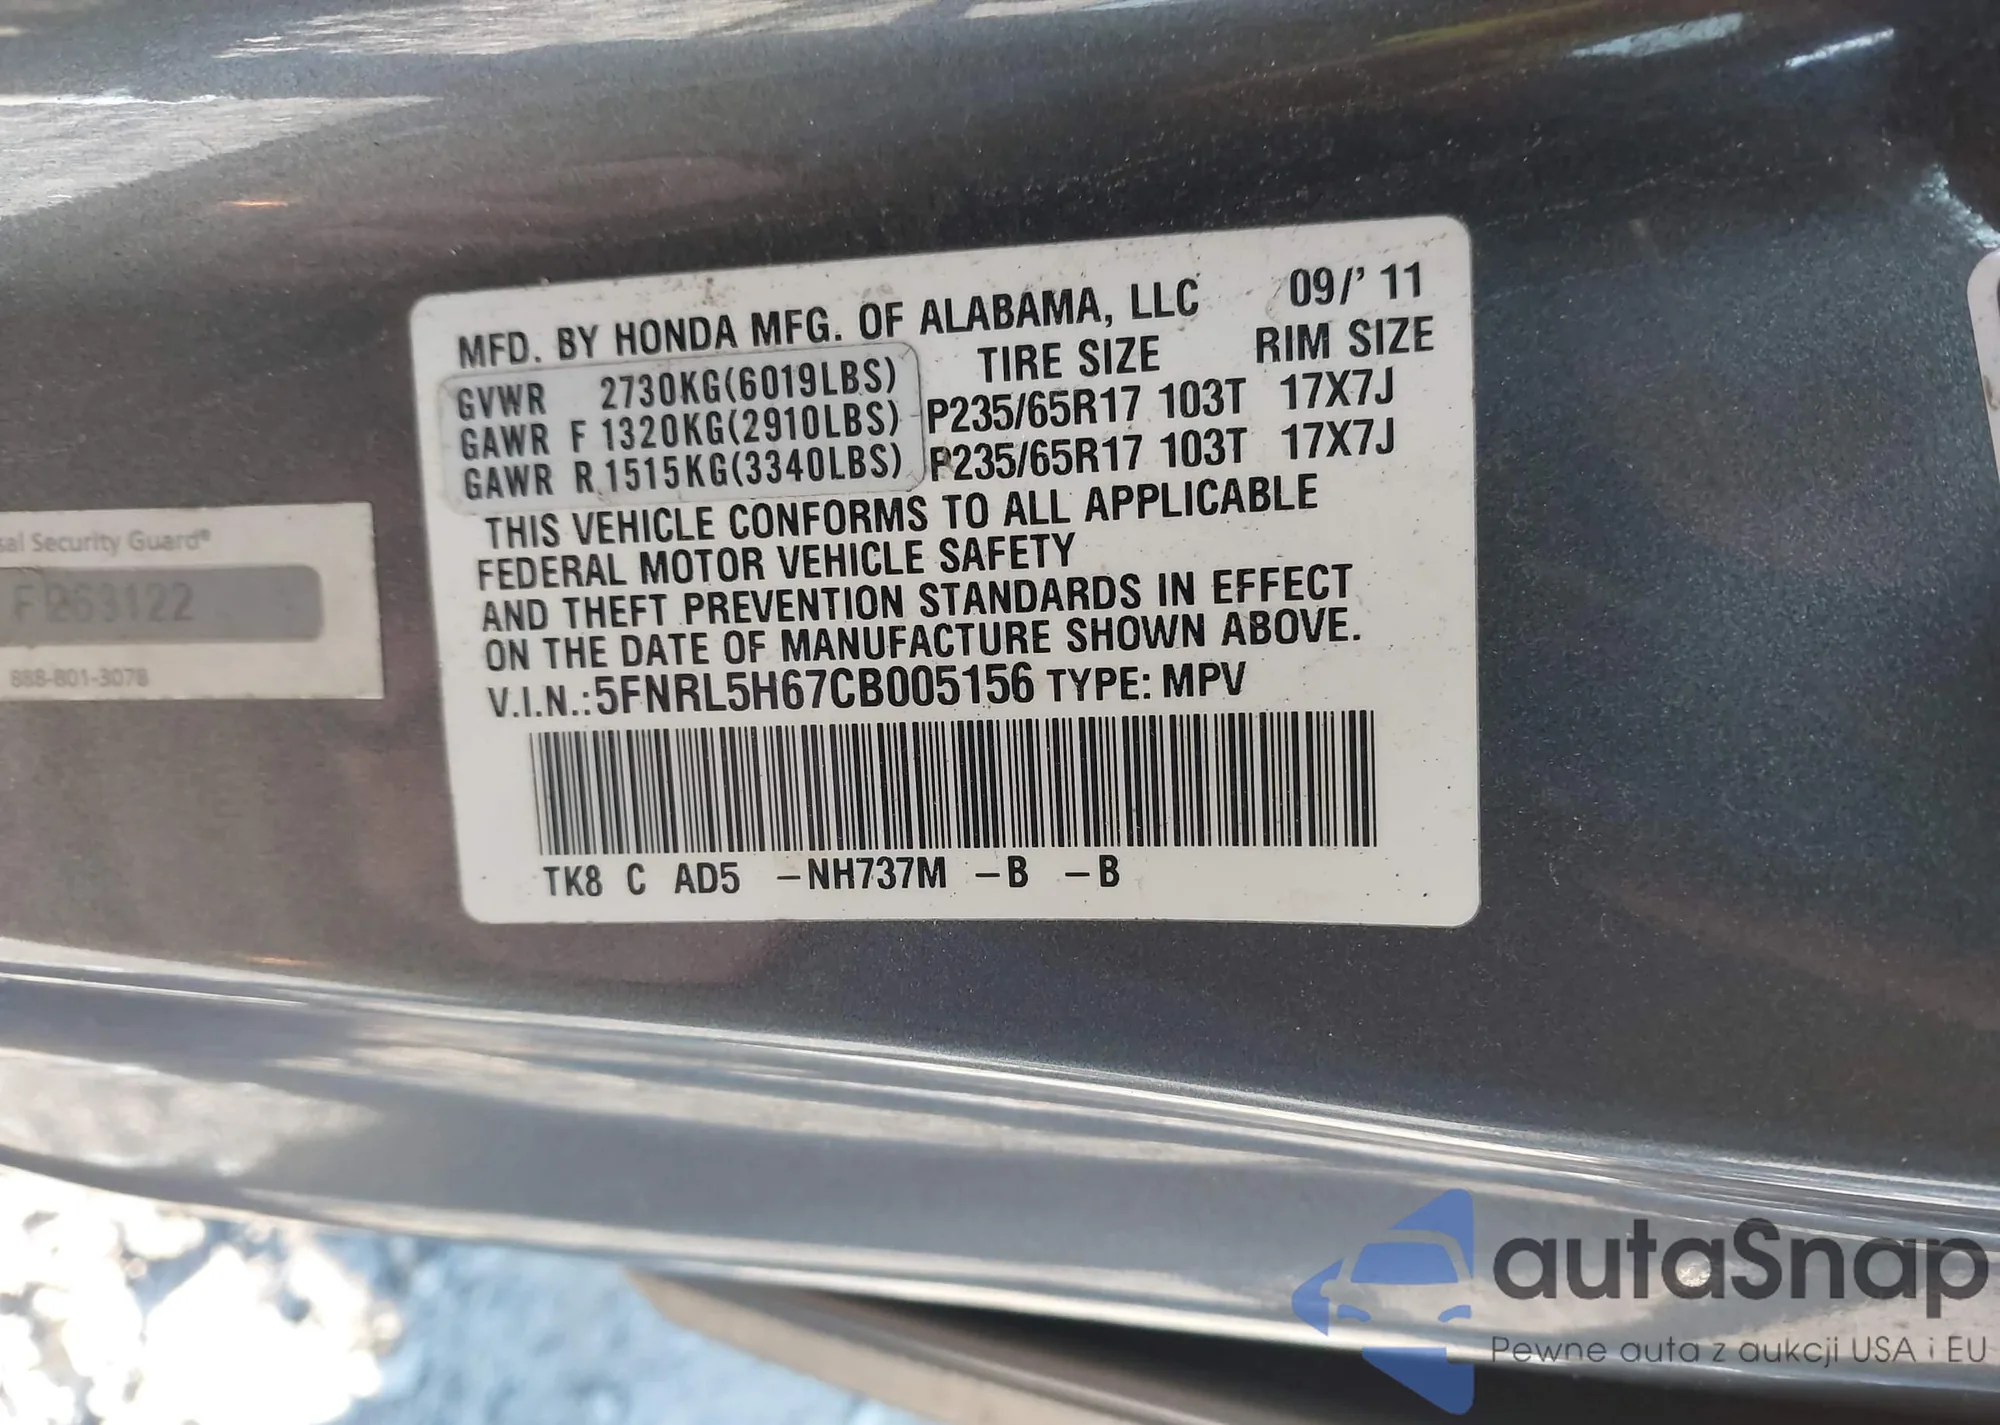 MFD. BY HONDA MFG. OF ALABAMA, LLC 09/' 11
TIRE SIZE RIM SIZE
GVWR 2730KG(6019LBS)
GAWR F 1320KG(2910LBS) P235/65R17 103T 17X7J
GAWR R 1515KG(3340LBS) P235/65R17 103T 17X7J
THIS VEHICLE CONFORMS TO ALL APPLICABLE
FEDERAL MOTOR VEHICLE SAFETY
AND THEFT PREVENTION STANDARDS IN EFFECT
ON THE DATE OF MANUFACTURE SHOWN ABOVE.
V.I.N.:5FNRL5H67CB005156 TYPE: MPV
TK8 C AD5 -NH737M -B -B
Security Guard®
888-801-3078
autaSnap
Pewne auta z aukcji USA i EU